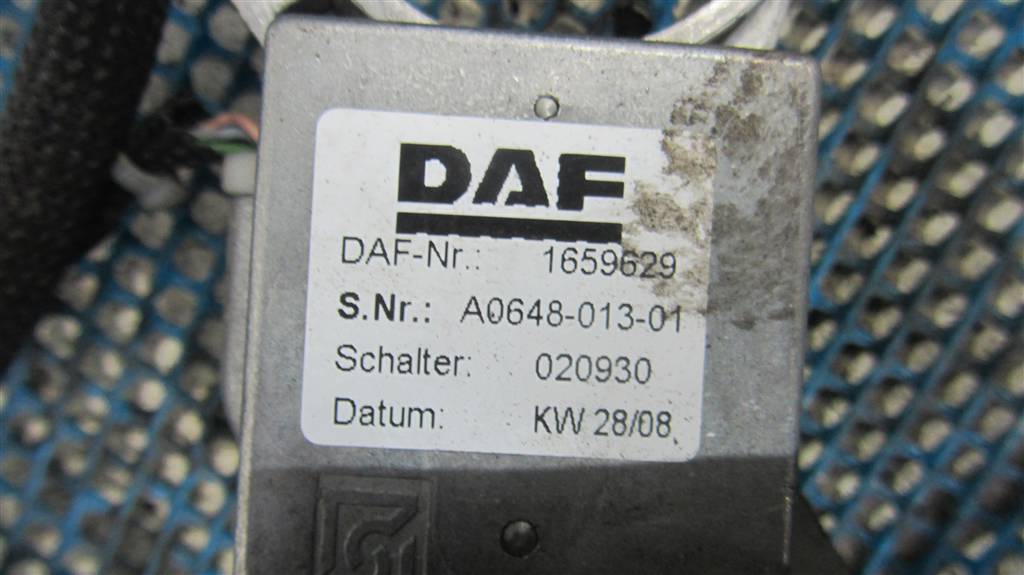 DAF
DAF-Nr.: 1659629
S.Nr.: A0648-013-01
Schalter: 020930
Datum: KW 28/08